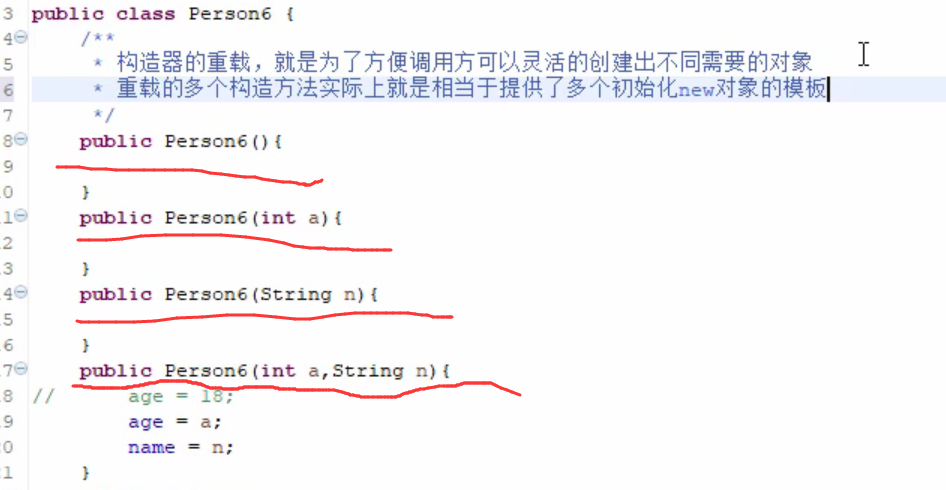 3 public class Person6 {
4 /**
5 * 构造器的重载，就是为了方便调用方可以灵活的创建出不同需要的对象
6 * 重载的多个构造方法实际上就是相当于提供了多个初始化new对象的模板
7 */
8 public Person6(){
9
0 }
1 public Person6(int a){
2
3 }
4 public Person6(String n){
5
6 }
7 public Person6(int a,String n){
8 // age = 18;
9 age = a;
0 name = n;
1 }